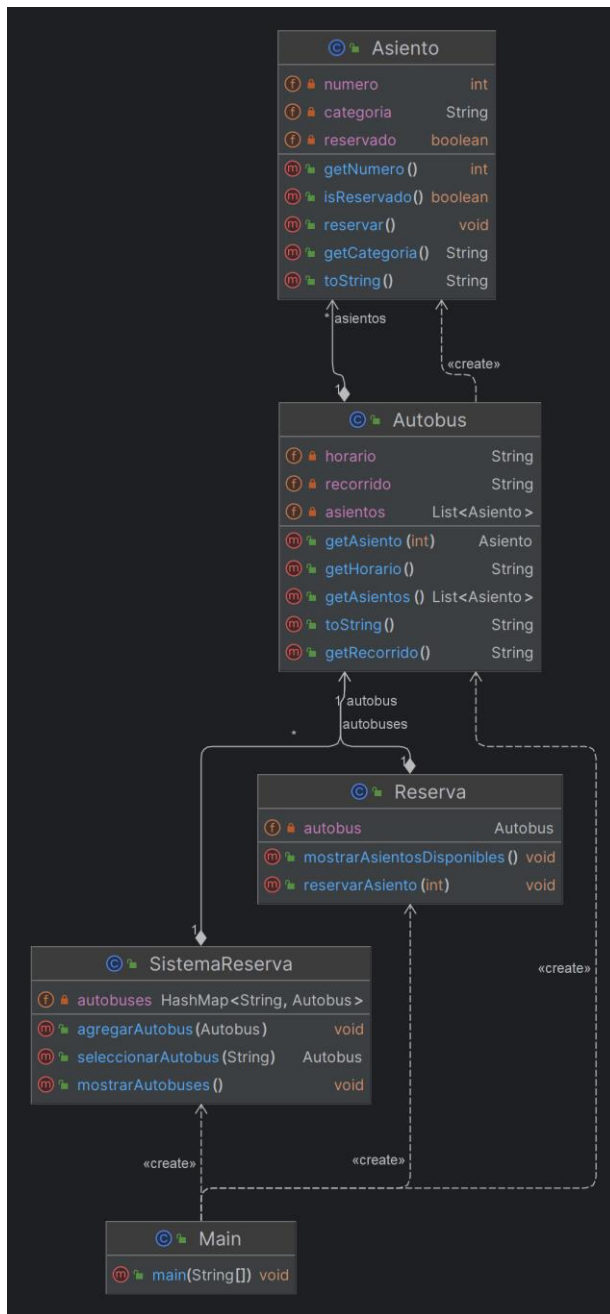 Asiento
numero int
categoria String
reservado boolean
getNumero() int
isReservado() boolean
reservar() void
getCategoria() String
toString() String
* asientos
«create»
1
Autobus
horario String
recorrido String
asientos List<Asiento>
getAsiento(int) Asiento
getHorario() String
getAsientos() List<Asiento>
toString() String
getRecorrido() String
1 autobus
* autobuses
1
Reserva
autobus Autobus
mostrarAsientosDisponibles() void
reservarAsiento(int) void
1
SistemaReserva
«create»
autobuses HashMap<String, Autobus>
agregarAutobus(Autobus) void
seleccionarAutobus(String) Autobus
mostrarAutobuses() void
«create» «create»
Main
main(String[]) void